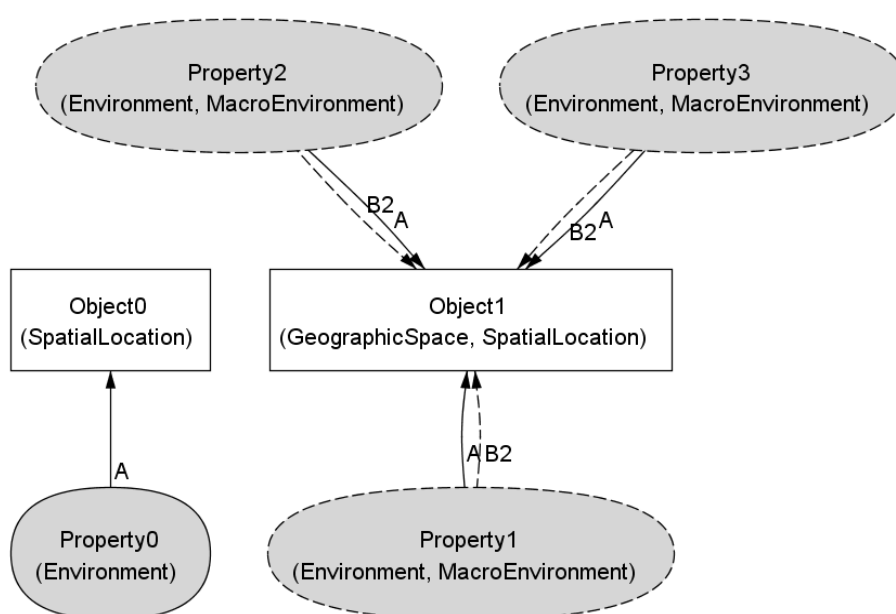 Property2
(Environment, MacroEnvironment)
Property3
(Environment, MacroEnvironment)
B2
A
B2
A
Object0
(SpatialLocation)
Object1
(GeographicSpace, SpatialLocation)
A
A
B2
Property0
(Environment)
Property1
(Environment, MacroEnvironment)